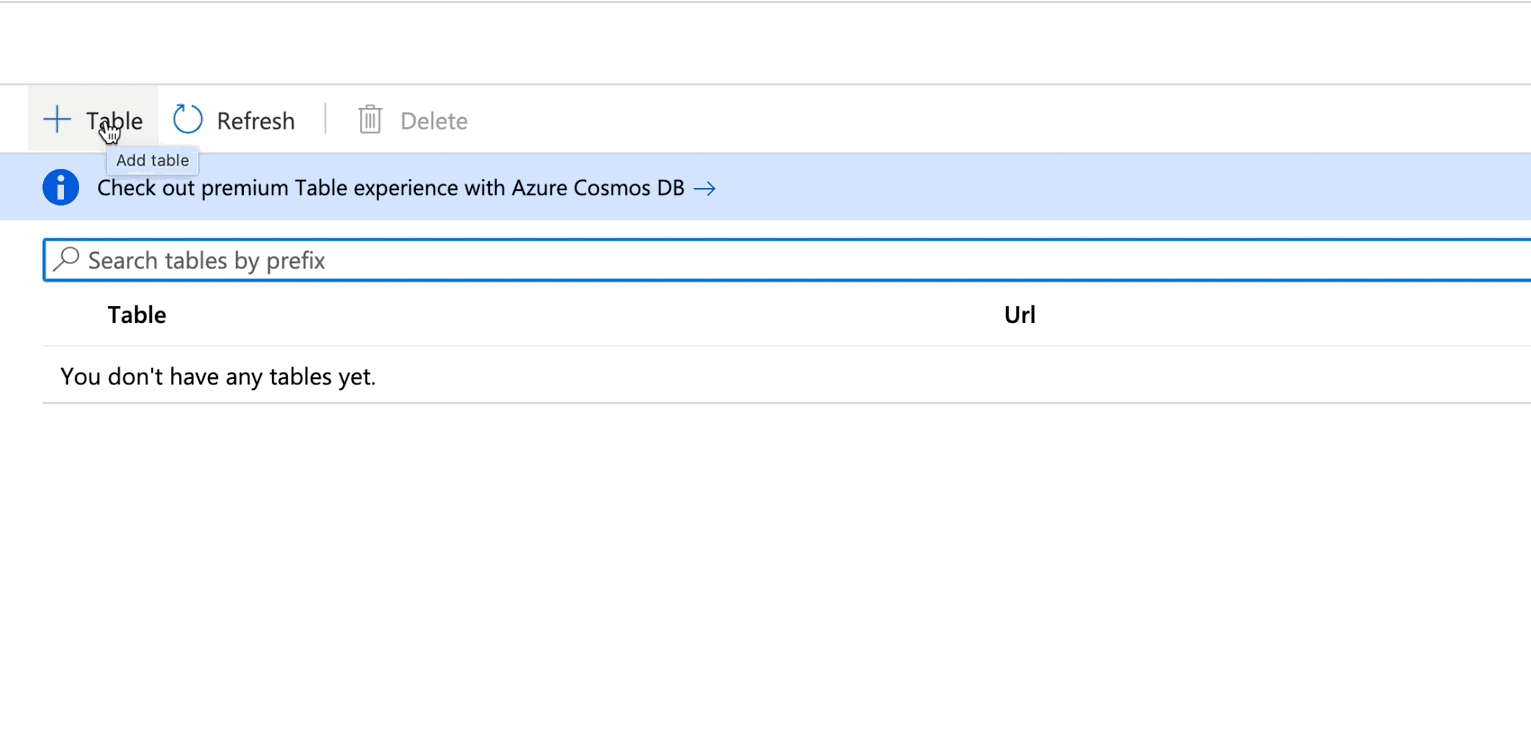 Table Refresh Delete
Add table
Check out premium Table experience with Azure Cosmos DB →
Search tables by prefix
Table Url
You don't have any tables yet.